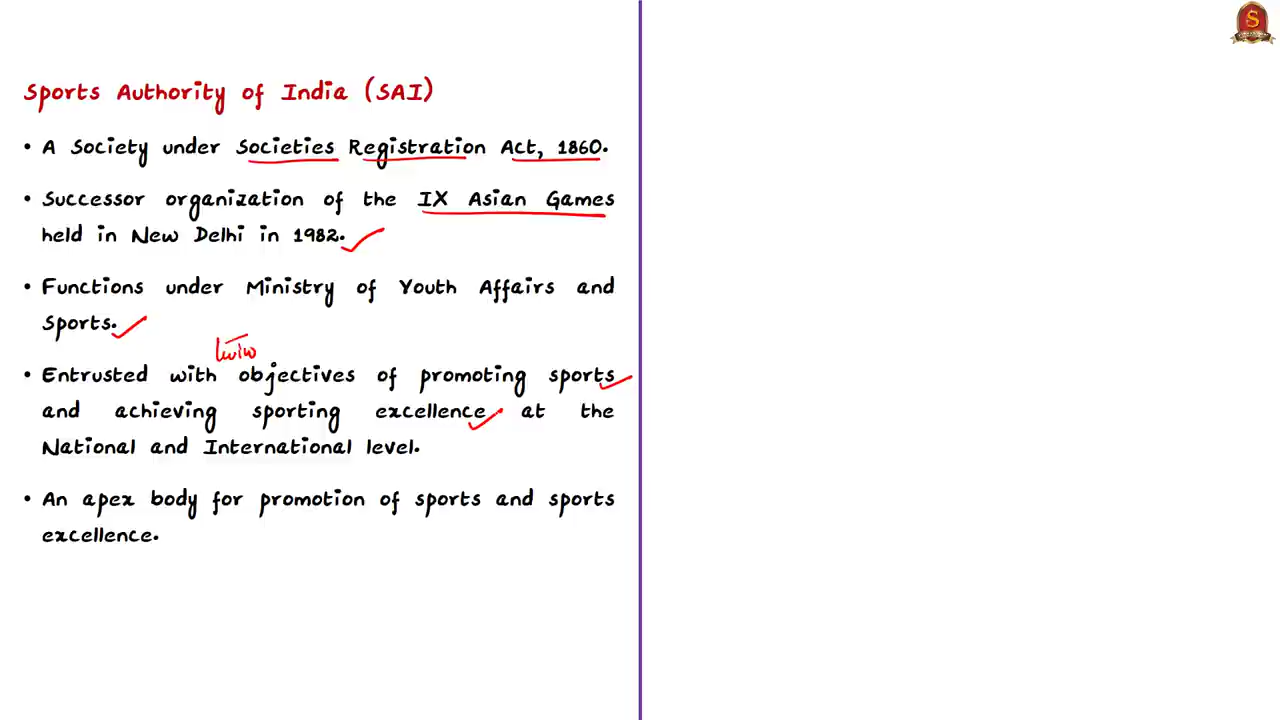 Sports Authority of India (SAI)
• A Society under Societies Registration Act, 1860.
• Successor organization of the IX Asian Games
held in New Delhi in 1982.
• Functions under Ministry of Youth Affairs and
Sports.
twin
• Entrusted with objectives of promoting sports
and achieving sporting excellence at the
National and International level.
• An apex body for promotion of sports and sports
excellence.
S